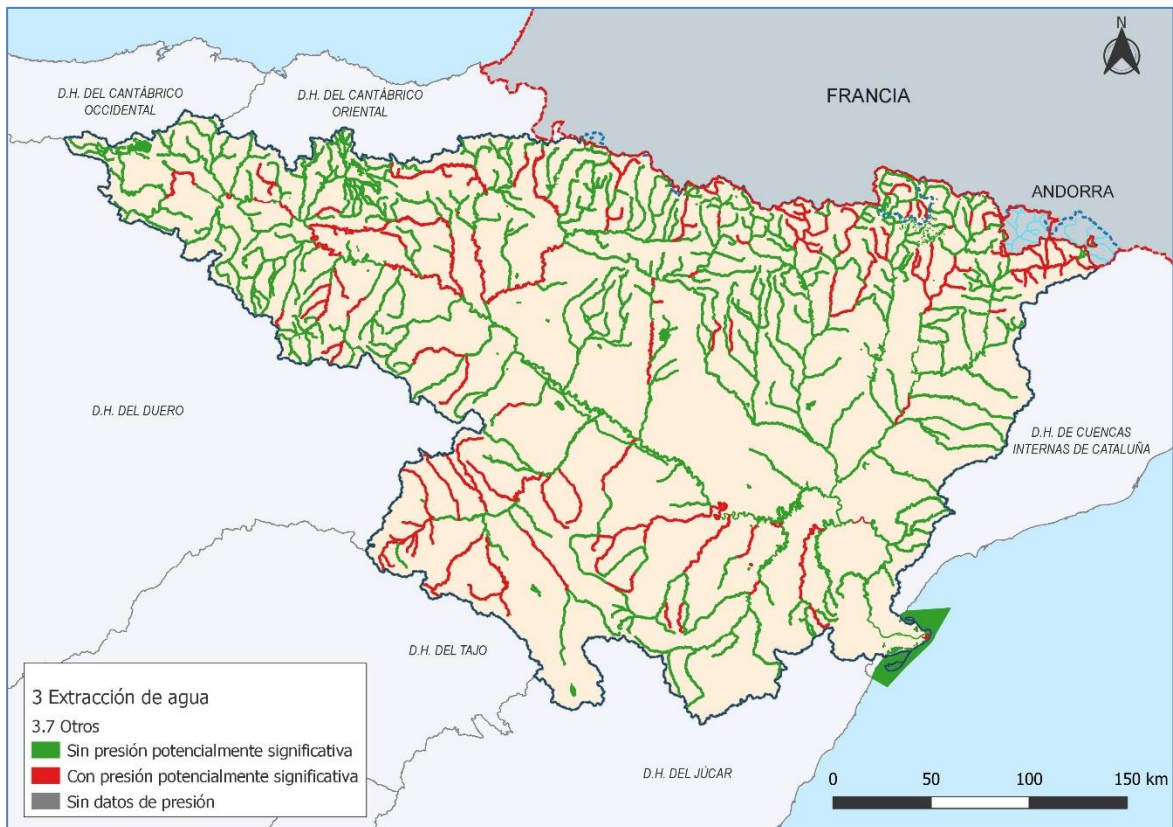 N
D.H. DEL CANTÁBRICO
OCCIDENTAL
D.H. DEL CANTÁBRICO
ORIENTAL
FRANCIA
ANDORRA
D.H. DEL DUERO
D.H. DE CUENCAS
INTERNAS DE CATALUÑA
D.H. DEL TAJO
D.H. DEL JÚCAR
3 Extracción de agua
3.7 Otros
Sin presión potencialmente significativa
Con presión potencialmente significativa
Sin datos de presión
0 50 100 150 km